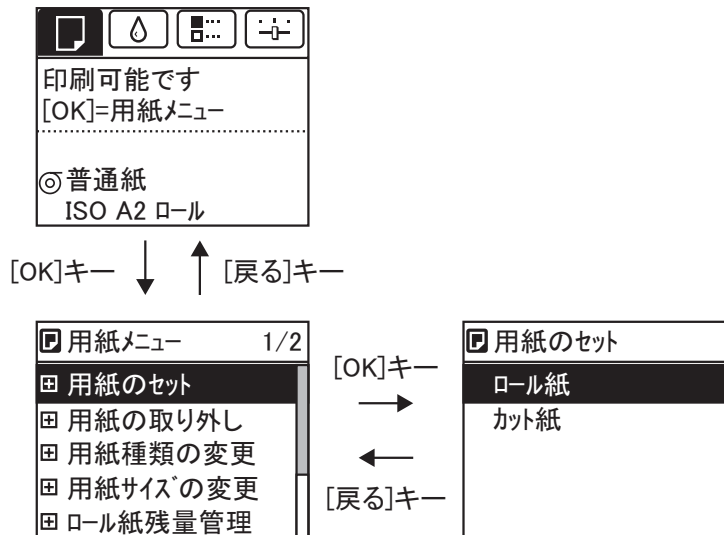 印刷可能です
[OK]=用紙メニュー
普通紙
ISO A2 ロール
[OK]キー
[戻る]キー
用紙メニュー 1/2
用紙のセット
用紙の取り外し
用紙種類の変更
用紙サイズの変更
ロール紙残量管理
[OK]キー
[戻る]キー
用紙のセット
ロール紙
カット紙